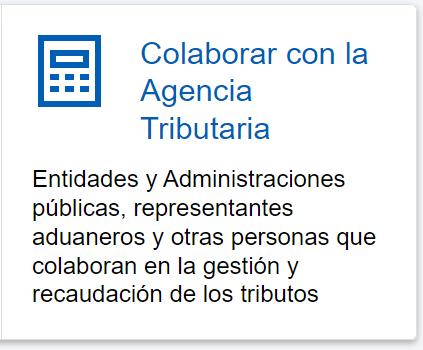 Colaborar con la
Agencia
Tributaria
Entidades y Administraciones
públicas, representantes
aduaneros y otras personas que
colaboran en la gestión y
recaudación de los tributos